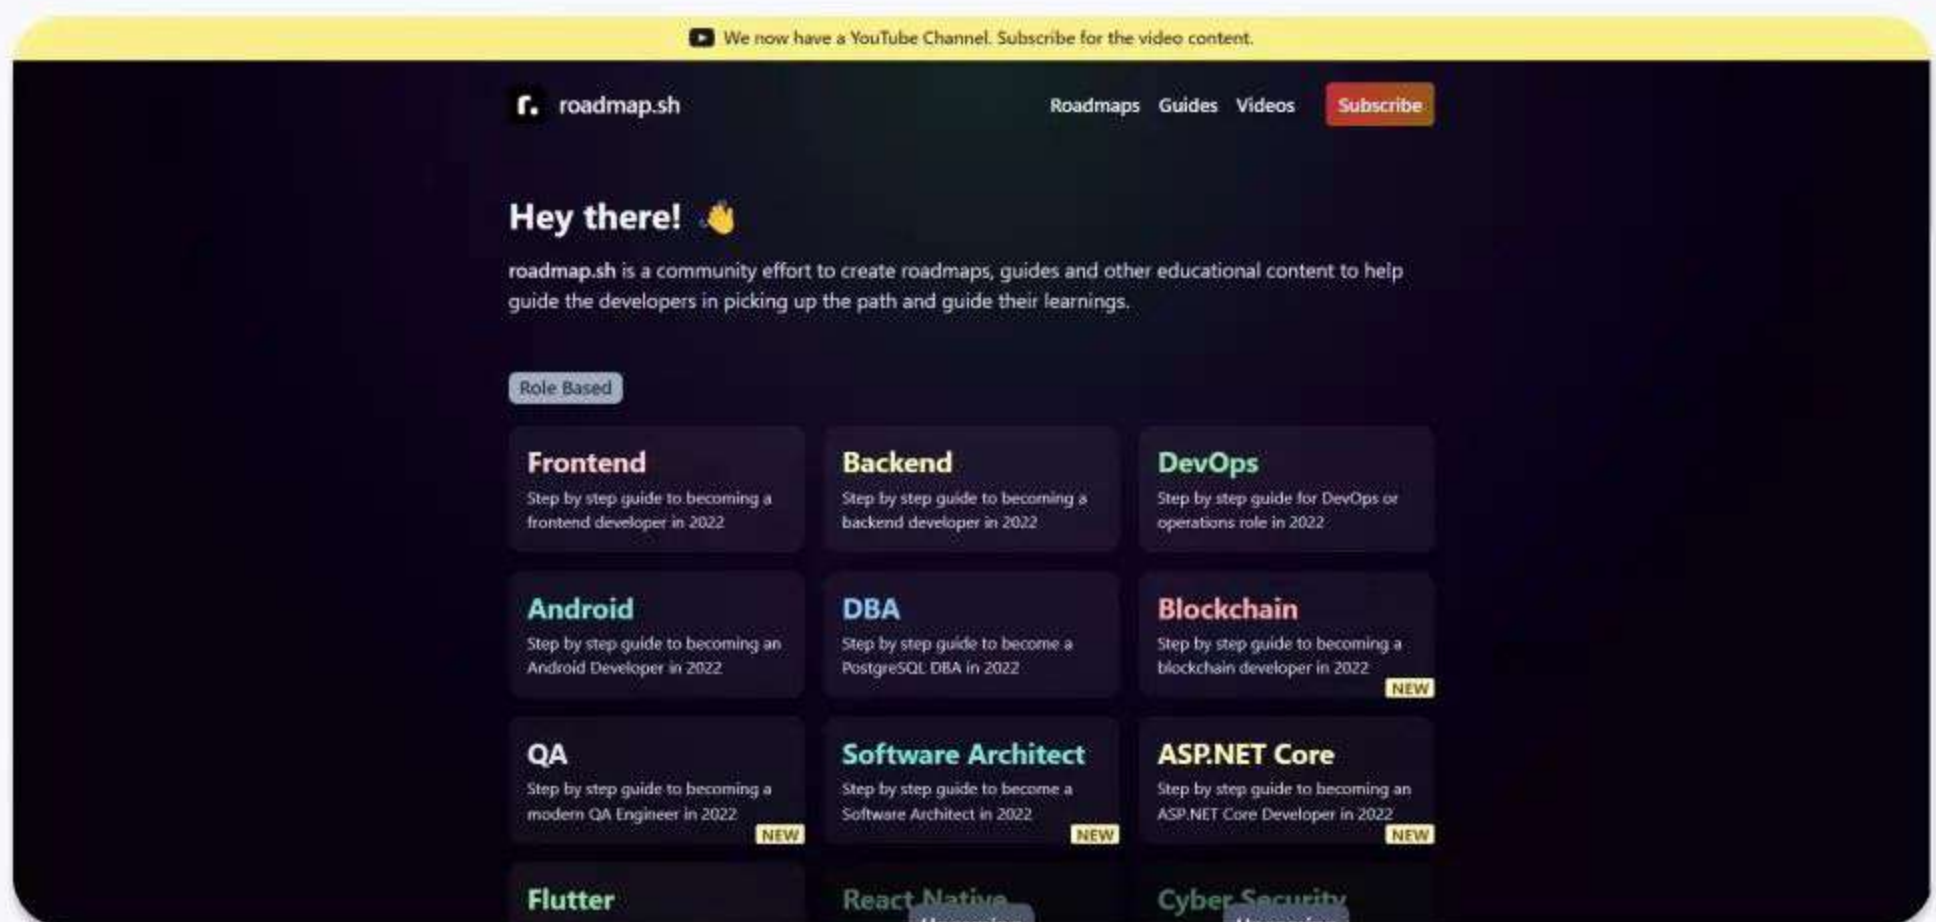 We now have a YouTube Channel. Subscribe for the video content.
r. roadmap.sh
Roadmaps Guides Videos Subscribe
Hey there!
roadmap.sh is a community effort to create roadmaps, guides and other educational content to help
guide the developers in picking up the path and guide their learnings.
Role Based
Frontend
Step by step guide to becoming a
frontend developer in 2022
Backend
Step by step guide to becoming a
backend developer in 2022
DevOps
Step by step guide for DevOps or
operations role in 2022
Android
Step by step guide to becoming an
Android Developer in 2022
DBA
Step by step guide to become a
PostgreSQL DBA in 2022
Blockchain
Step by step guide to becoming a
blockchain developer in 2022
NEW
QA
Step by step guide to becoming a
modern QA Engineer in 2022
NEW
Software Architect
Step by step guide to become a
Software Architect in 2022
NEW
ASP.NET Core
Step by step guide to becoming an
ASP.NET Core Developer in 2022
NEW
Flutter
React Native
Cyber Security